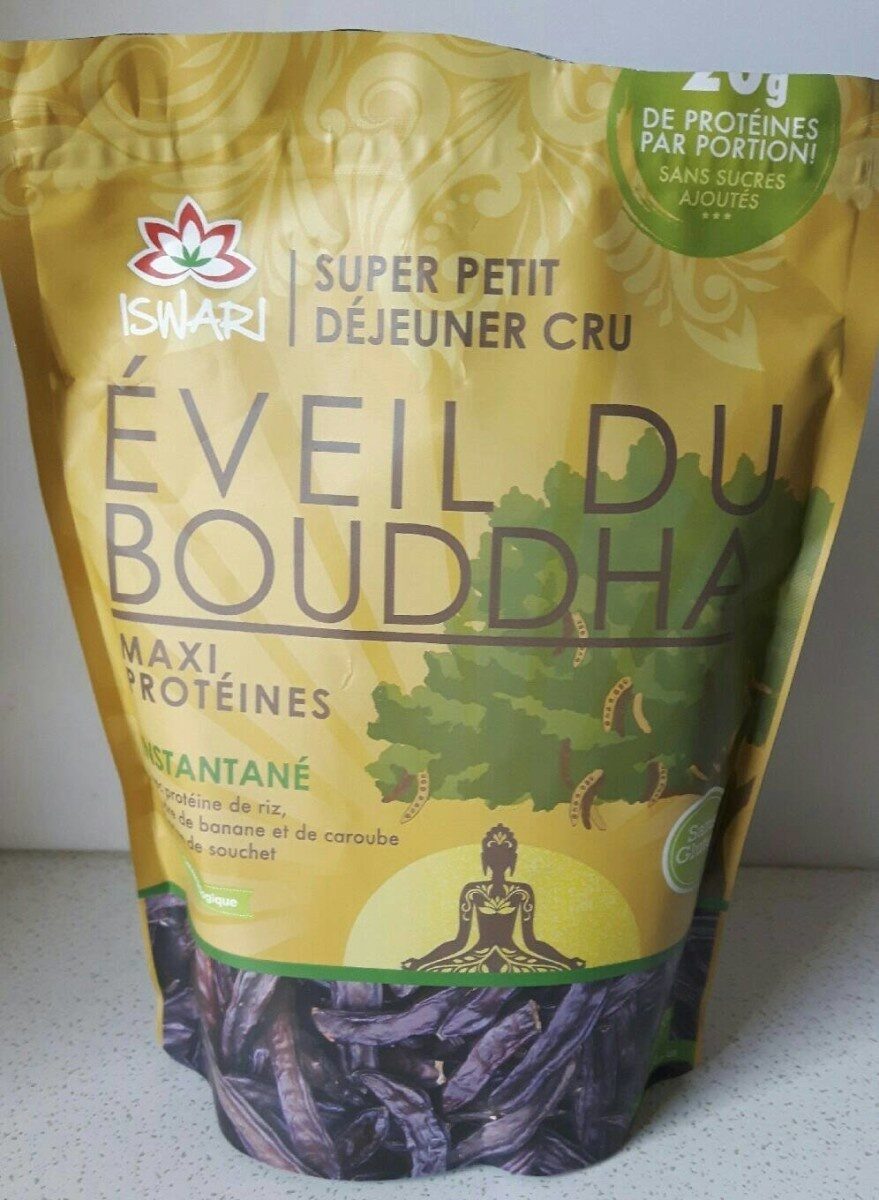 20g
DE PROTÉINES
PAR PORTION!
SANS SUCRES
AJOUTÉS
***
ISWARI
SUPER PETIT
DÉJEUNER CRU
ÉVEIL DU
BOUDDHA
MAXI
PROTÉINES
INSTANTANÉ
protéine de riz,
de banane et de caroube
de souchet
Sans